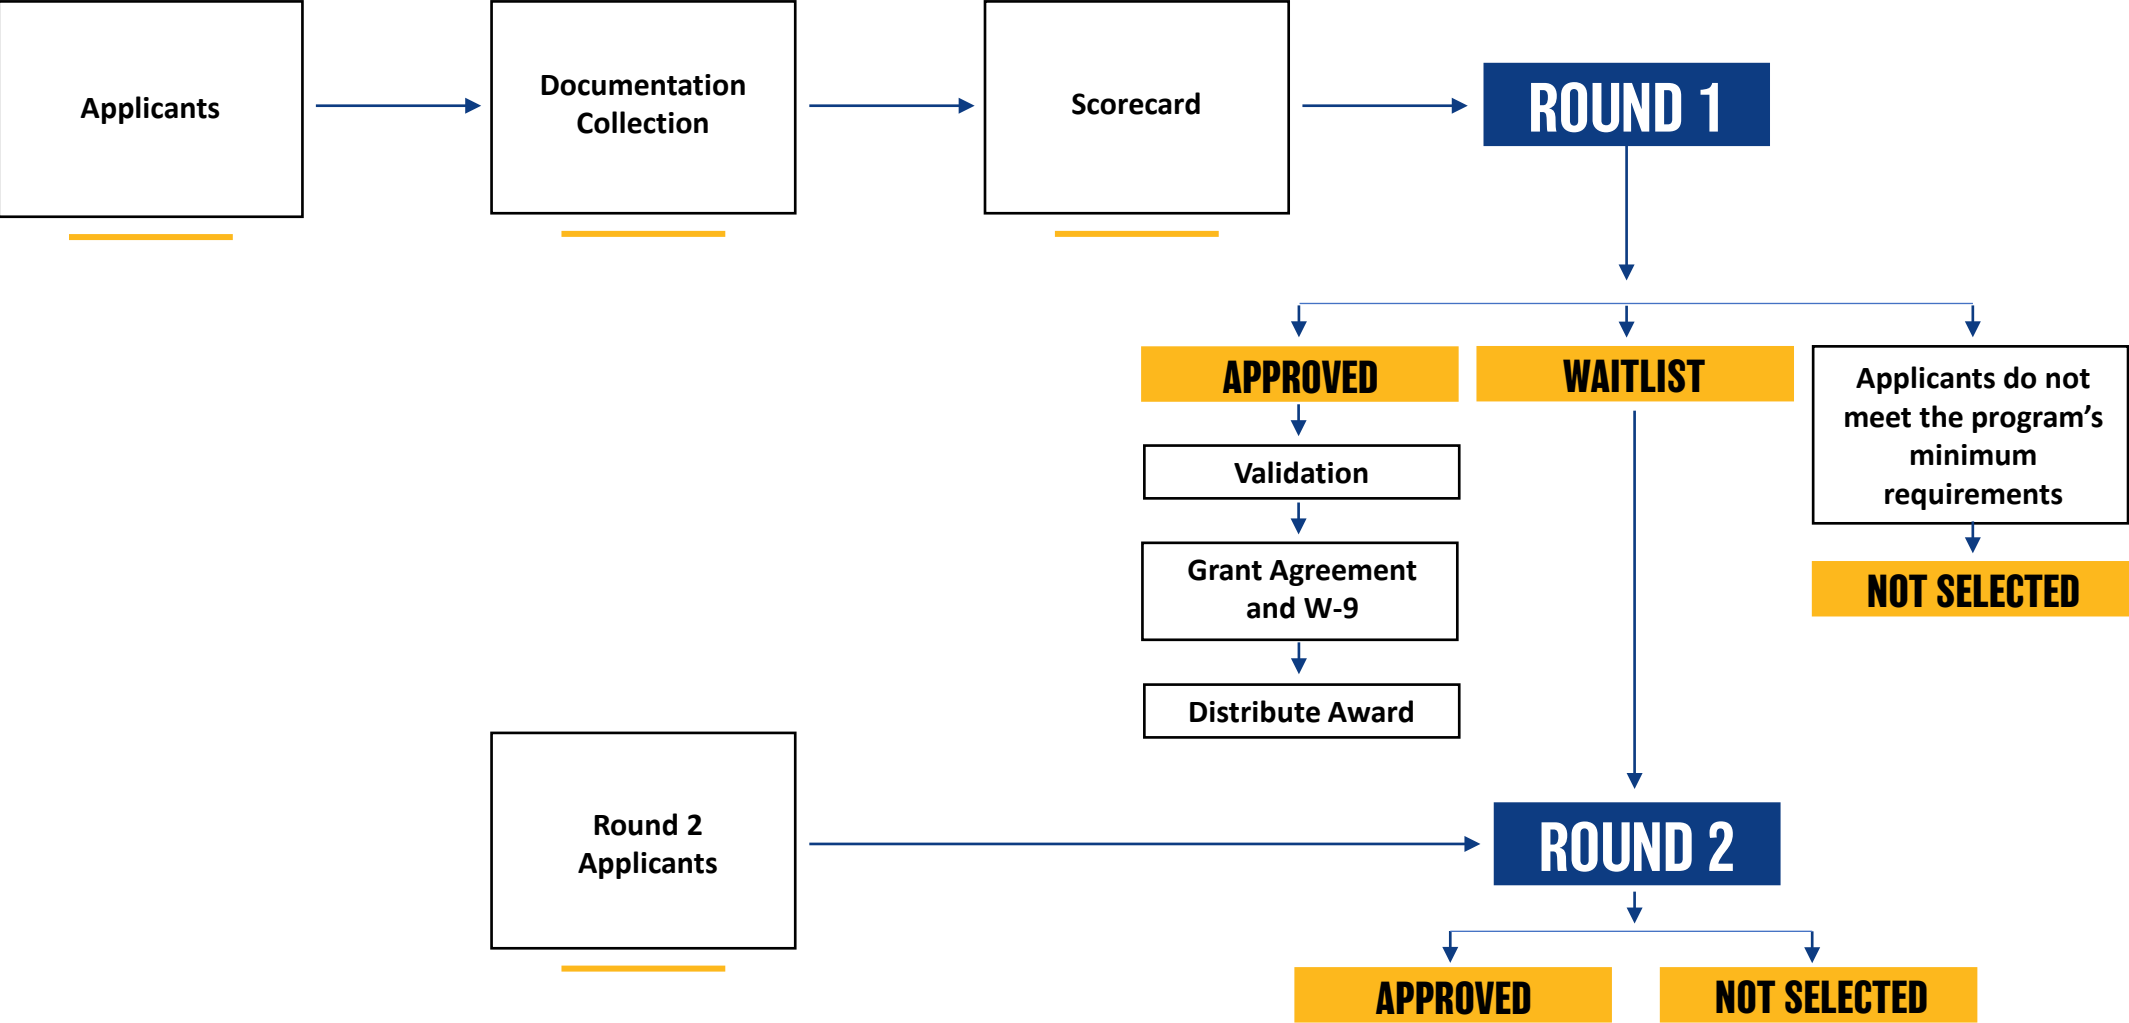 Applicants
Documentation
Collection
Scorecard
ROUND 1
APPROVED
WAITLIST
Applicants do not
meet the program’s
minimum
requirements
Validation
Grant Agreement
and W-9
NOT SELECTED
Distribute Award
Round 2
Applicants
ROUND 2
APPROVED
NOT SELECTED